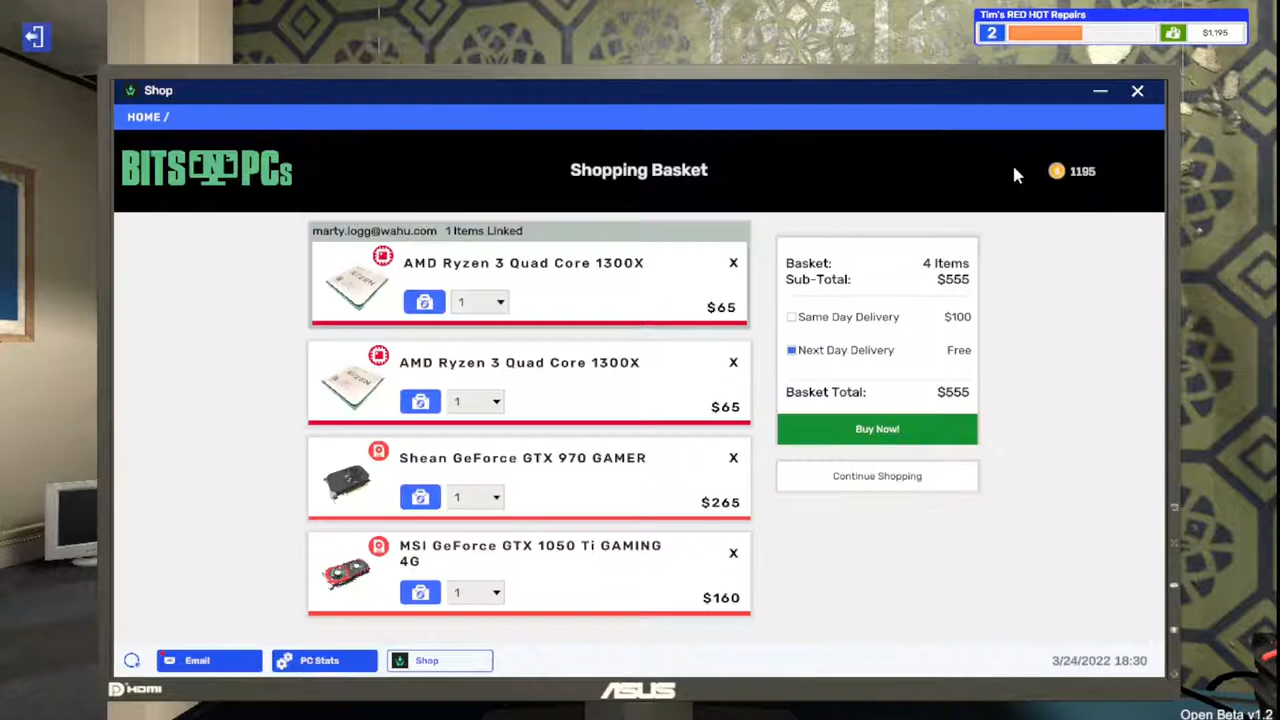 Tim's RED HOT Repairs
2
$1,195
Shop
HOME /
BITS N PCs
Shopping Basket
1195
marty.logg@wahu.com 1 Items Linked
AMD Ryzen 3 Quad Core 1300X X
1
$65
AMD Ryzen 3 Quad Core 1300X X
1
$65
Shean GeForce GTX 970 GAMER X
1
$265
MSI GeForce GTX 1050 Ti GAMING
4G X
1
$160
Basket: 4 Items
Sub-Total: $555
Same Day Delivery $100
Next Day Delivery Free
Basket Total: $555
Buy Now!
Continue Shopping
Email
PC Stats
Shop
3/24/2022 18:30
HDMI
ASUS
Open Beta v1.2